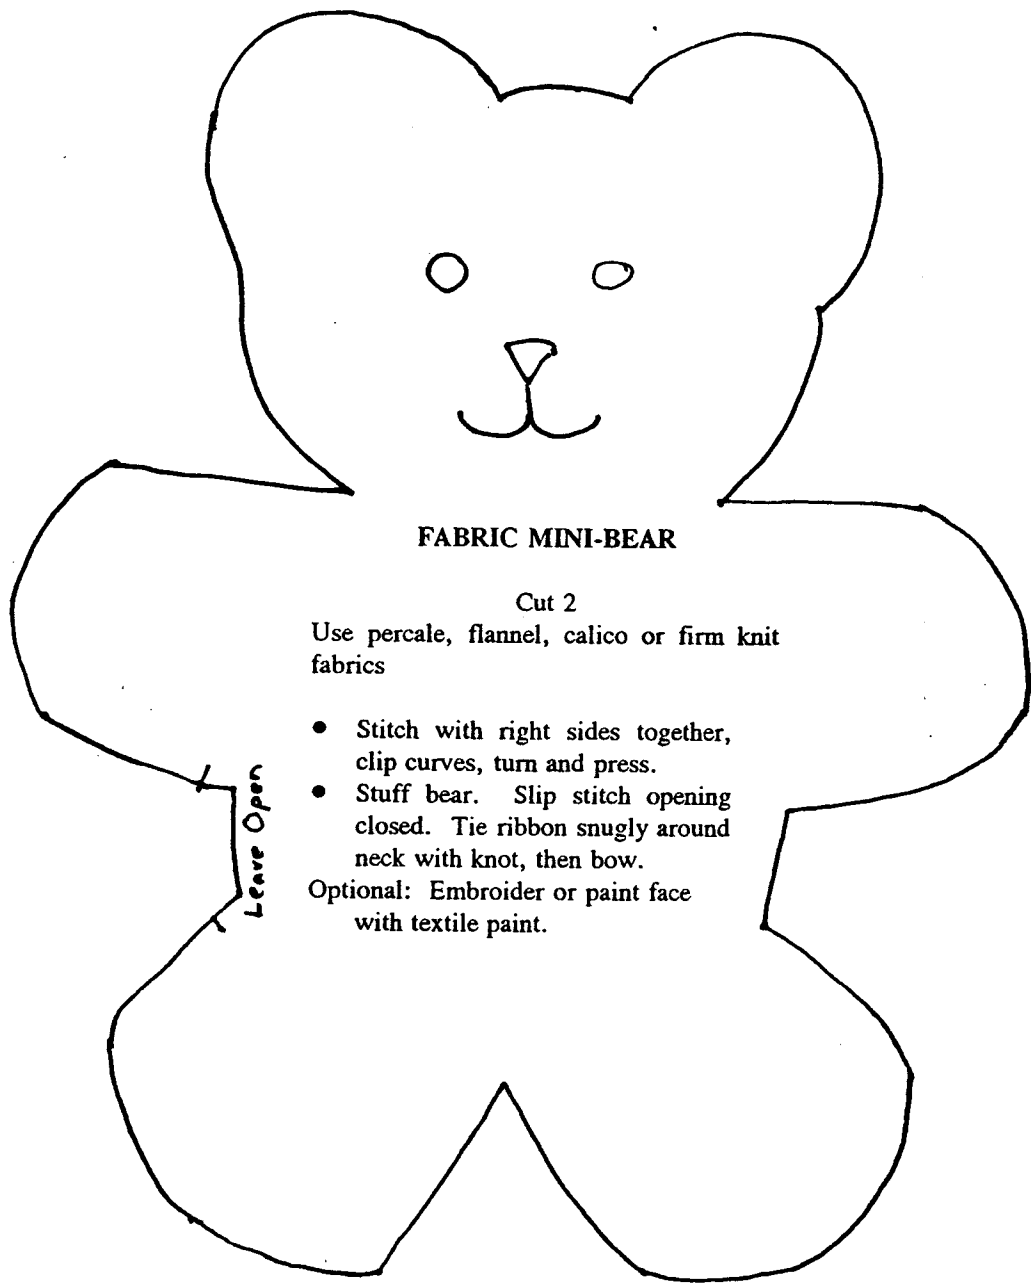 FABRIC MINI-BEAR
Cut 2
Use percale, flannel, calico or firm knit
fabrics
● Stitch with right sides together,
clip curves, turn and press.
● Stuff bear. Slip stitch opening
closed. Tie ribbon snugly around
neck with knot, then bow.
Optional: Embroider or paint face
with textile paint.
Leave Open